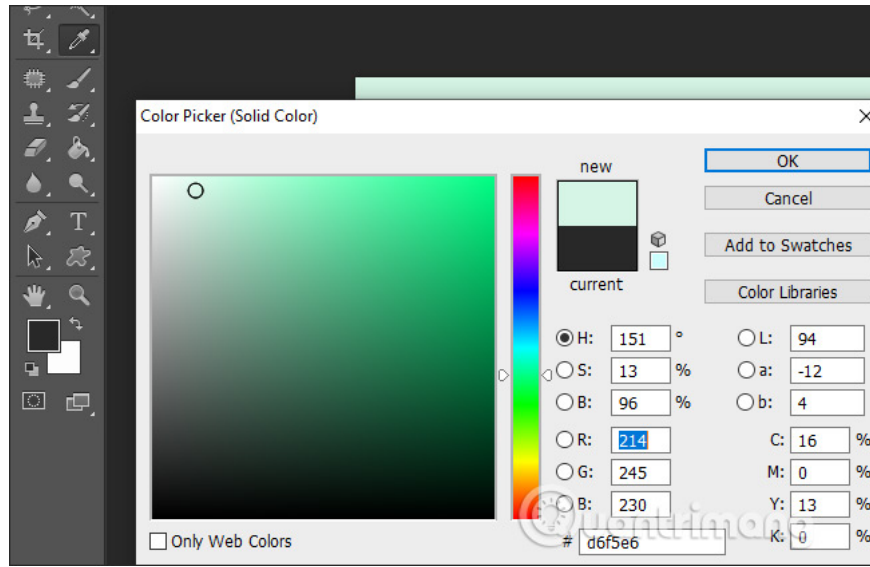 Color Picker (Solid Color)
new
OK
Cancel
Add to Swatches
current
Color Libraries
H: 151 °
L: 94
S: 13 %
a: -12
B: 96 %
b: 4
R: 214
C: 16 %
G: 245
M: 0 %
B: 230
Y: 13 %
# d6f5e6
K: 0 %
Only Web Colors
Quantrimang
T